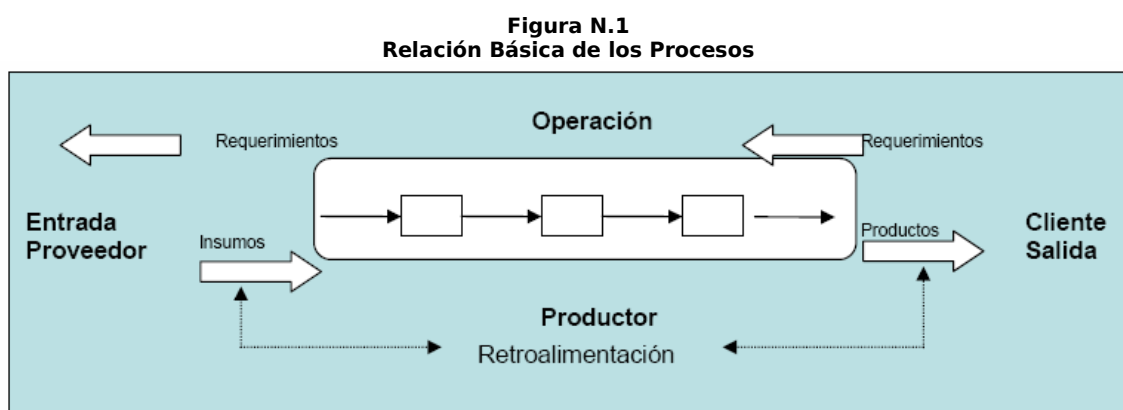 Figura N.1
Relación Básica de los Procesos
Operación
Requerimientos
Requerimientos
Entrada
Proveedor
Insumos
Productos
Cliente
Salida
Productor
Retroalimentación